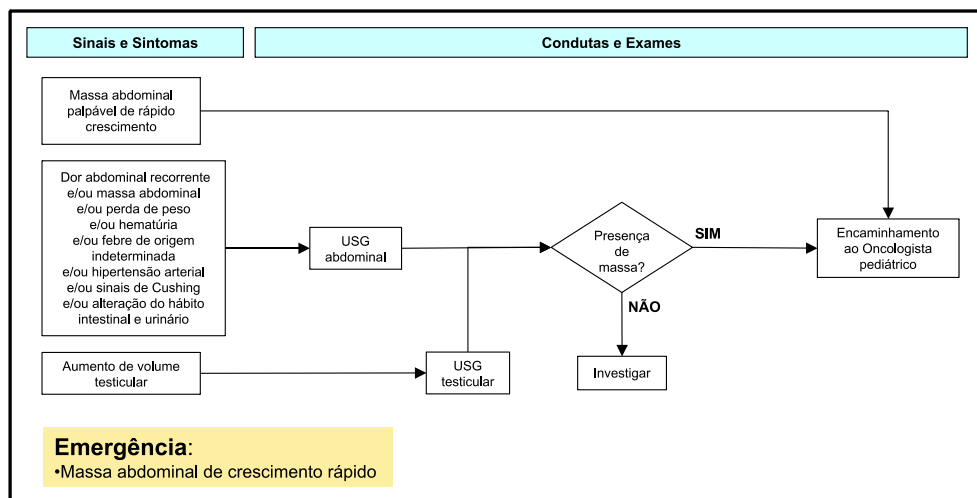 Sinais e Sintomas
Condutas e Exames
Massa abdominal
palpável de rápido
crescimento
Dor abdominal recorrente
e/ou massa abdominal
e/ou perda de peso
e/ou hematúria
e/ou febre de origem
indeterminada
e/ou hipertensão arterial
e/ou sinais de Cushing
e/ou alteração do hábito
intestinal e urinário
USG
abdominal
Presença
de
massa?
SIM
Encaminhamento
ao Oncologista
pediátrico
NÃO
Aumento de volume
testicular
USG
testicular
Investigar
Emergência:
•Massa abdominal de crescimento rápido